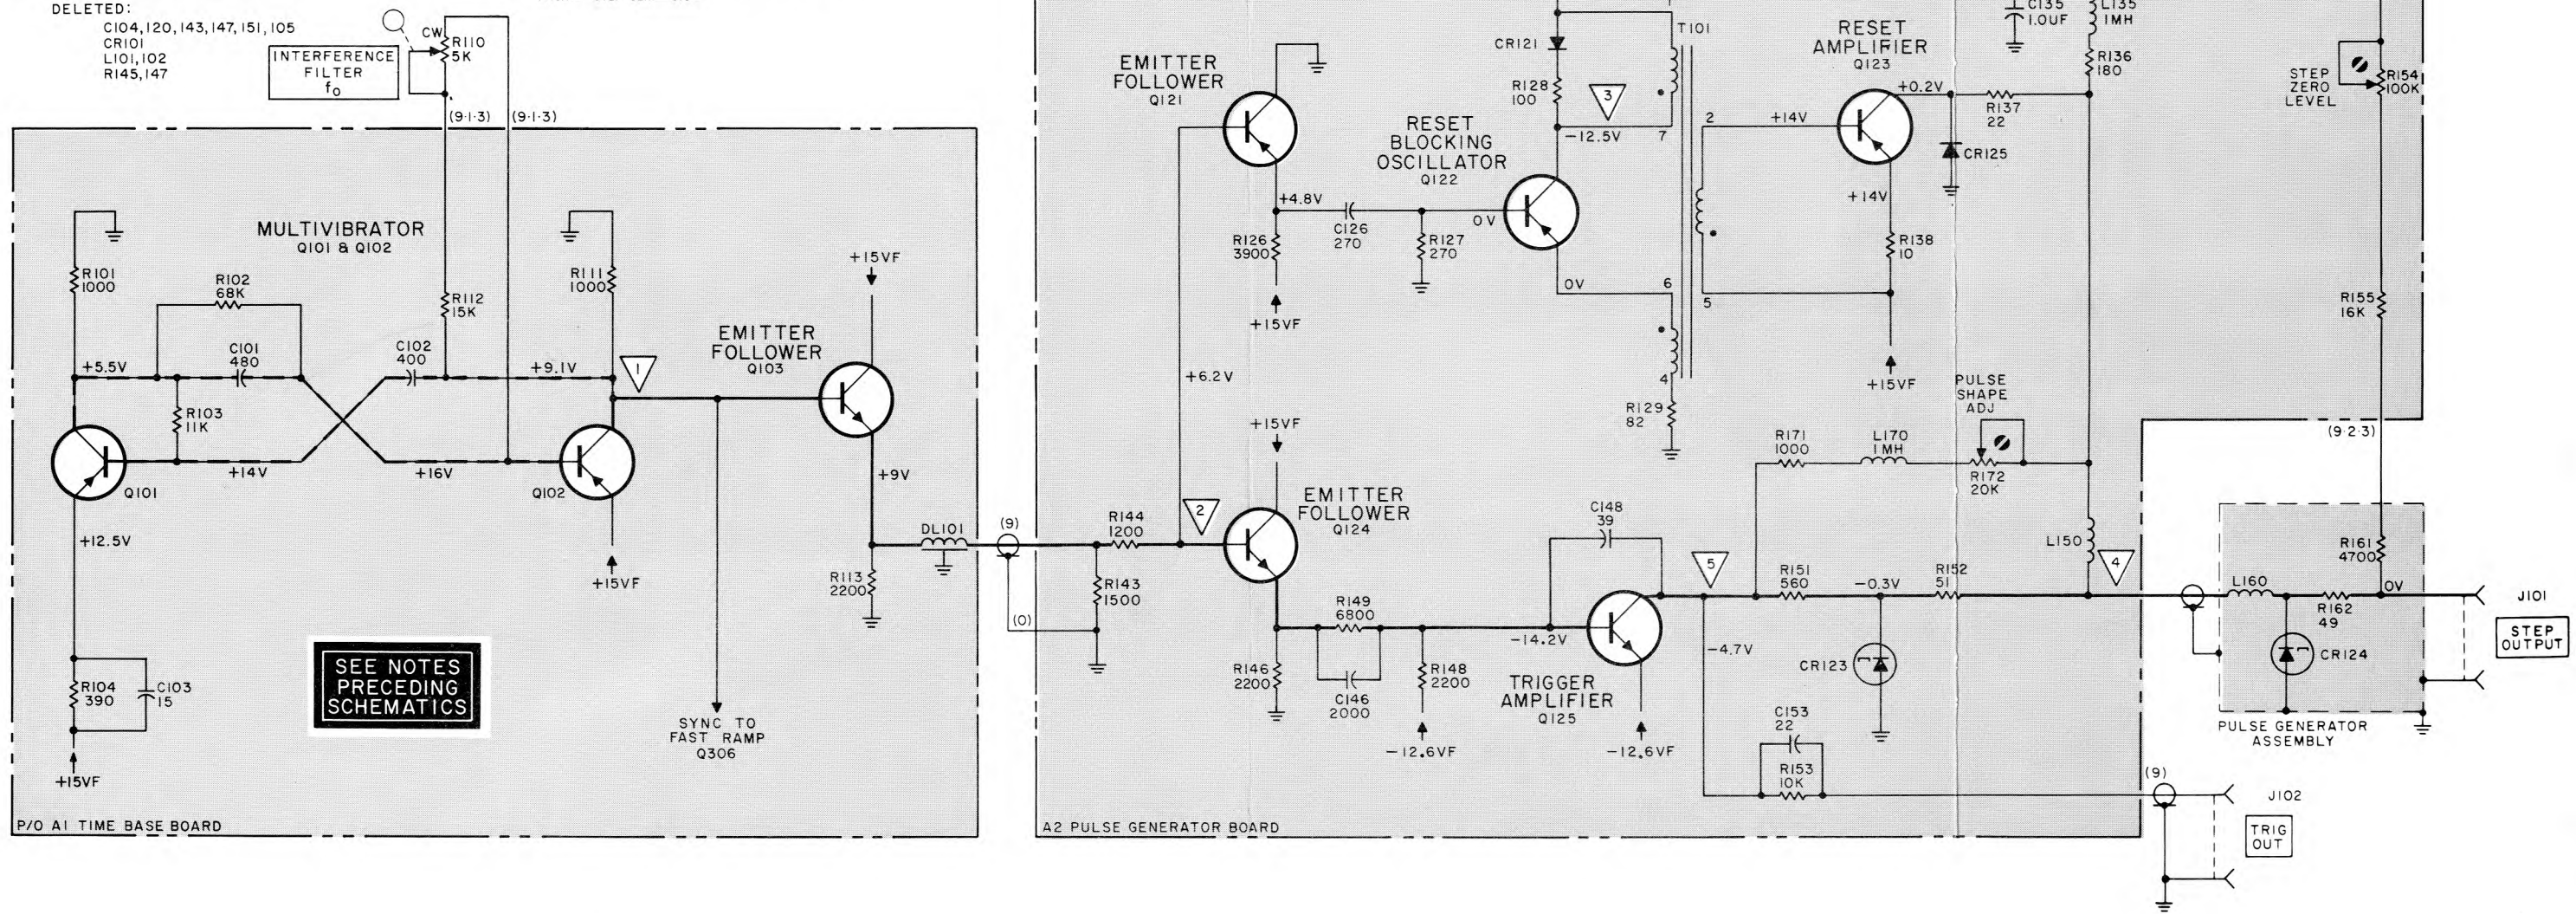 DELETED:
C104,120,143,147,151,105
CR101
L101,102
R145,147
INTERFERENCE
FILTER
fo
CW
R110
5K
(9·1·3)
(9·1·3)
MULTIVIBRATOR
Q101 & Q102
R101
1000
R102
68K
R111
1000
R112
15K
+15VF
EMITTER
FOLLOWER
Q103
C101
480
C102
400
+5.5V
+9.1V
1
R103
11K
+14V
+16V
Q101
Q102
+9V
+12.5V
+15VF
R113
2200
DL101
(9)
(0)
R104
390
C103
15
+15VF
SEE NOTES
PRECEDING
SCHEMATICS
SYNC TO
FAST RAMP
Q306
P/O A1 TIME BASE BOARD
EMITTER
FOLLOWER
Q121
CR121
R128
100
3
T101
-12.5V
7
RESET
BLOCKING
OSCILLATOR
Q122
+4.8V
R126
3900
C126
270
R127
270
0V
+15VF
0V
6
4
R129
82
2
5
+14V
RESET
AMPLIFIER
Q123
+0.2V
R137
22
CR125
+14V
R138
10
+15VF
C135
1.0UF
L135
1MH
R136
180
STEP
ZERO
LEVEL
R154
100K
R155
16K
+6.2V
+15VF
R144
1200
2
R143
1500
EMITTER
FOLLOWER
Q124
R149
6800
R146
2200
C146
2000
R148
2200
-12.6VF
-14.2V
C148
39
TRIGGER
AMPLIFIER
Q125
-12.6VF
5
-4.7V
R171
1000
L170
1MH
PULSE
SHAPE
ADJ
R172
20K
R151
560
-0.3V
R152
51
L150
4
CR123
C153
22
R153
10K
A2 PULSE GENERATOR BOARD
(9·2·3)
R161
4700
L160
R162
49
0V
CR124
J101
STEP
OUTPUT
PULSE GENERATOR
ASSEMBLY
(9)
J102
TRIG
OUT